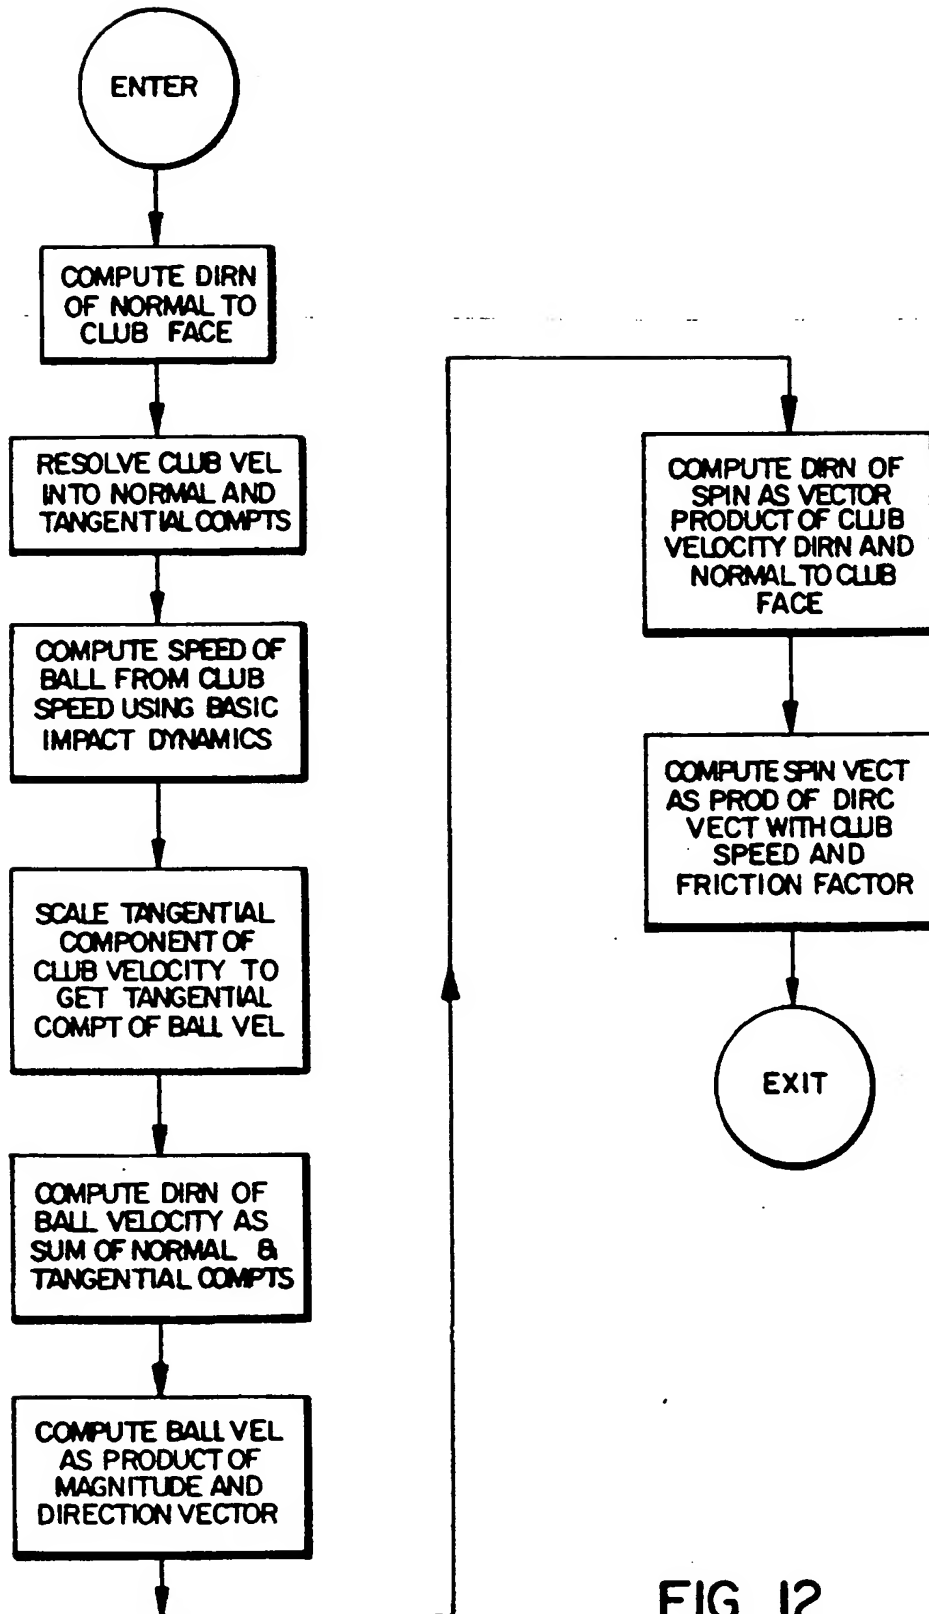 ENTER
COMPUTE DIRN
OF NORMAL TO
CLUB FACE
RESOLVE CLUB VEL
INTO NORMAL AND
TANGENTIAL COMPTS
COMPUTE SPEED OF
BALL FROM CLUB
SPEED USING BASIC
IMPACT DYNAMICS
SCALE TANGENTIAL
COMPONENT OF
CLUB VELOCITY TO
GET TANGENTIAL
COMPT OF BALL VEL
COMPUTE DIRN OF
BALL VELOCITY AS
SUM OF NORMAL &
TANGENTIAL COMPTS
COMPUTE BALL VEL
AS PRODUCT OF
MAGNITUDE AND
DIRECTION VECTOR
COMPUTE DIRN OF
SPIN AS VECTOR
PRODUCT OF CLUB
VELOCITY DIRN AND
NORMAL TO CLUB
FACE
COMPUTE SPIN VECT
AS PROD OF DIRC
VECT WITH CLUB
SPEED AND
FRICTION FACTOR
EXIT
FIG 12